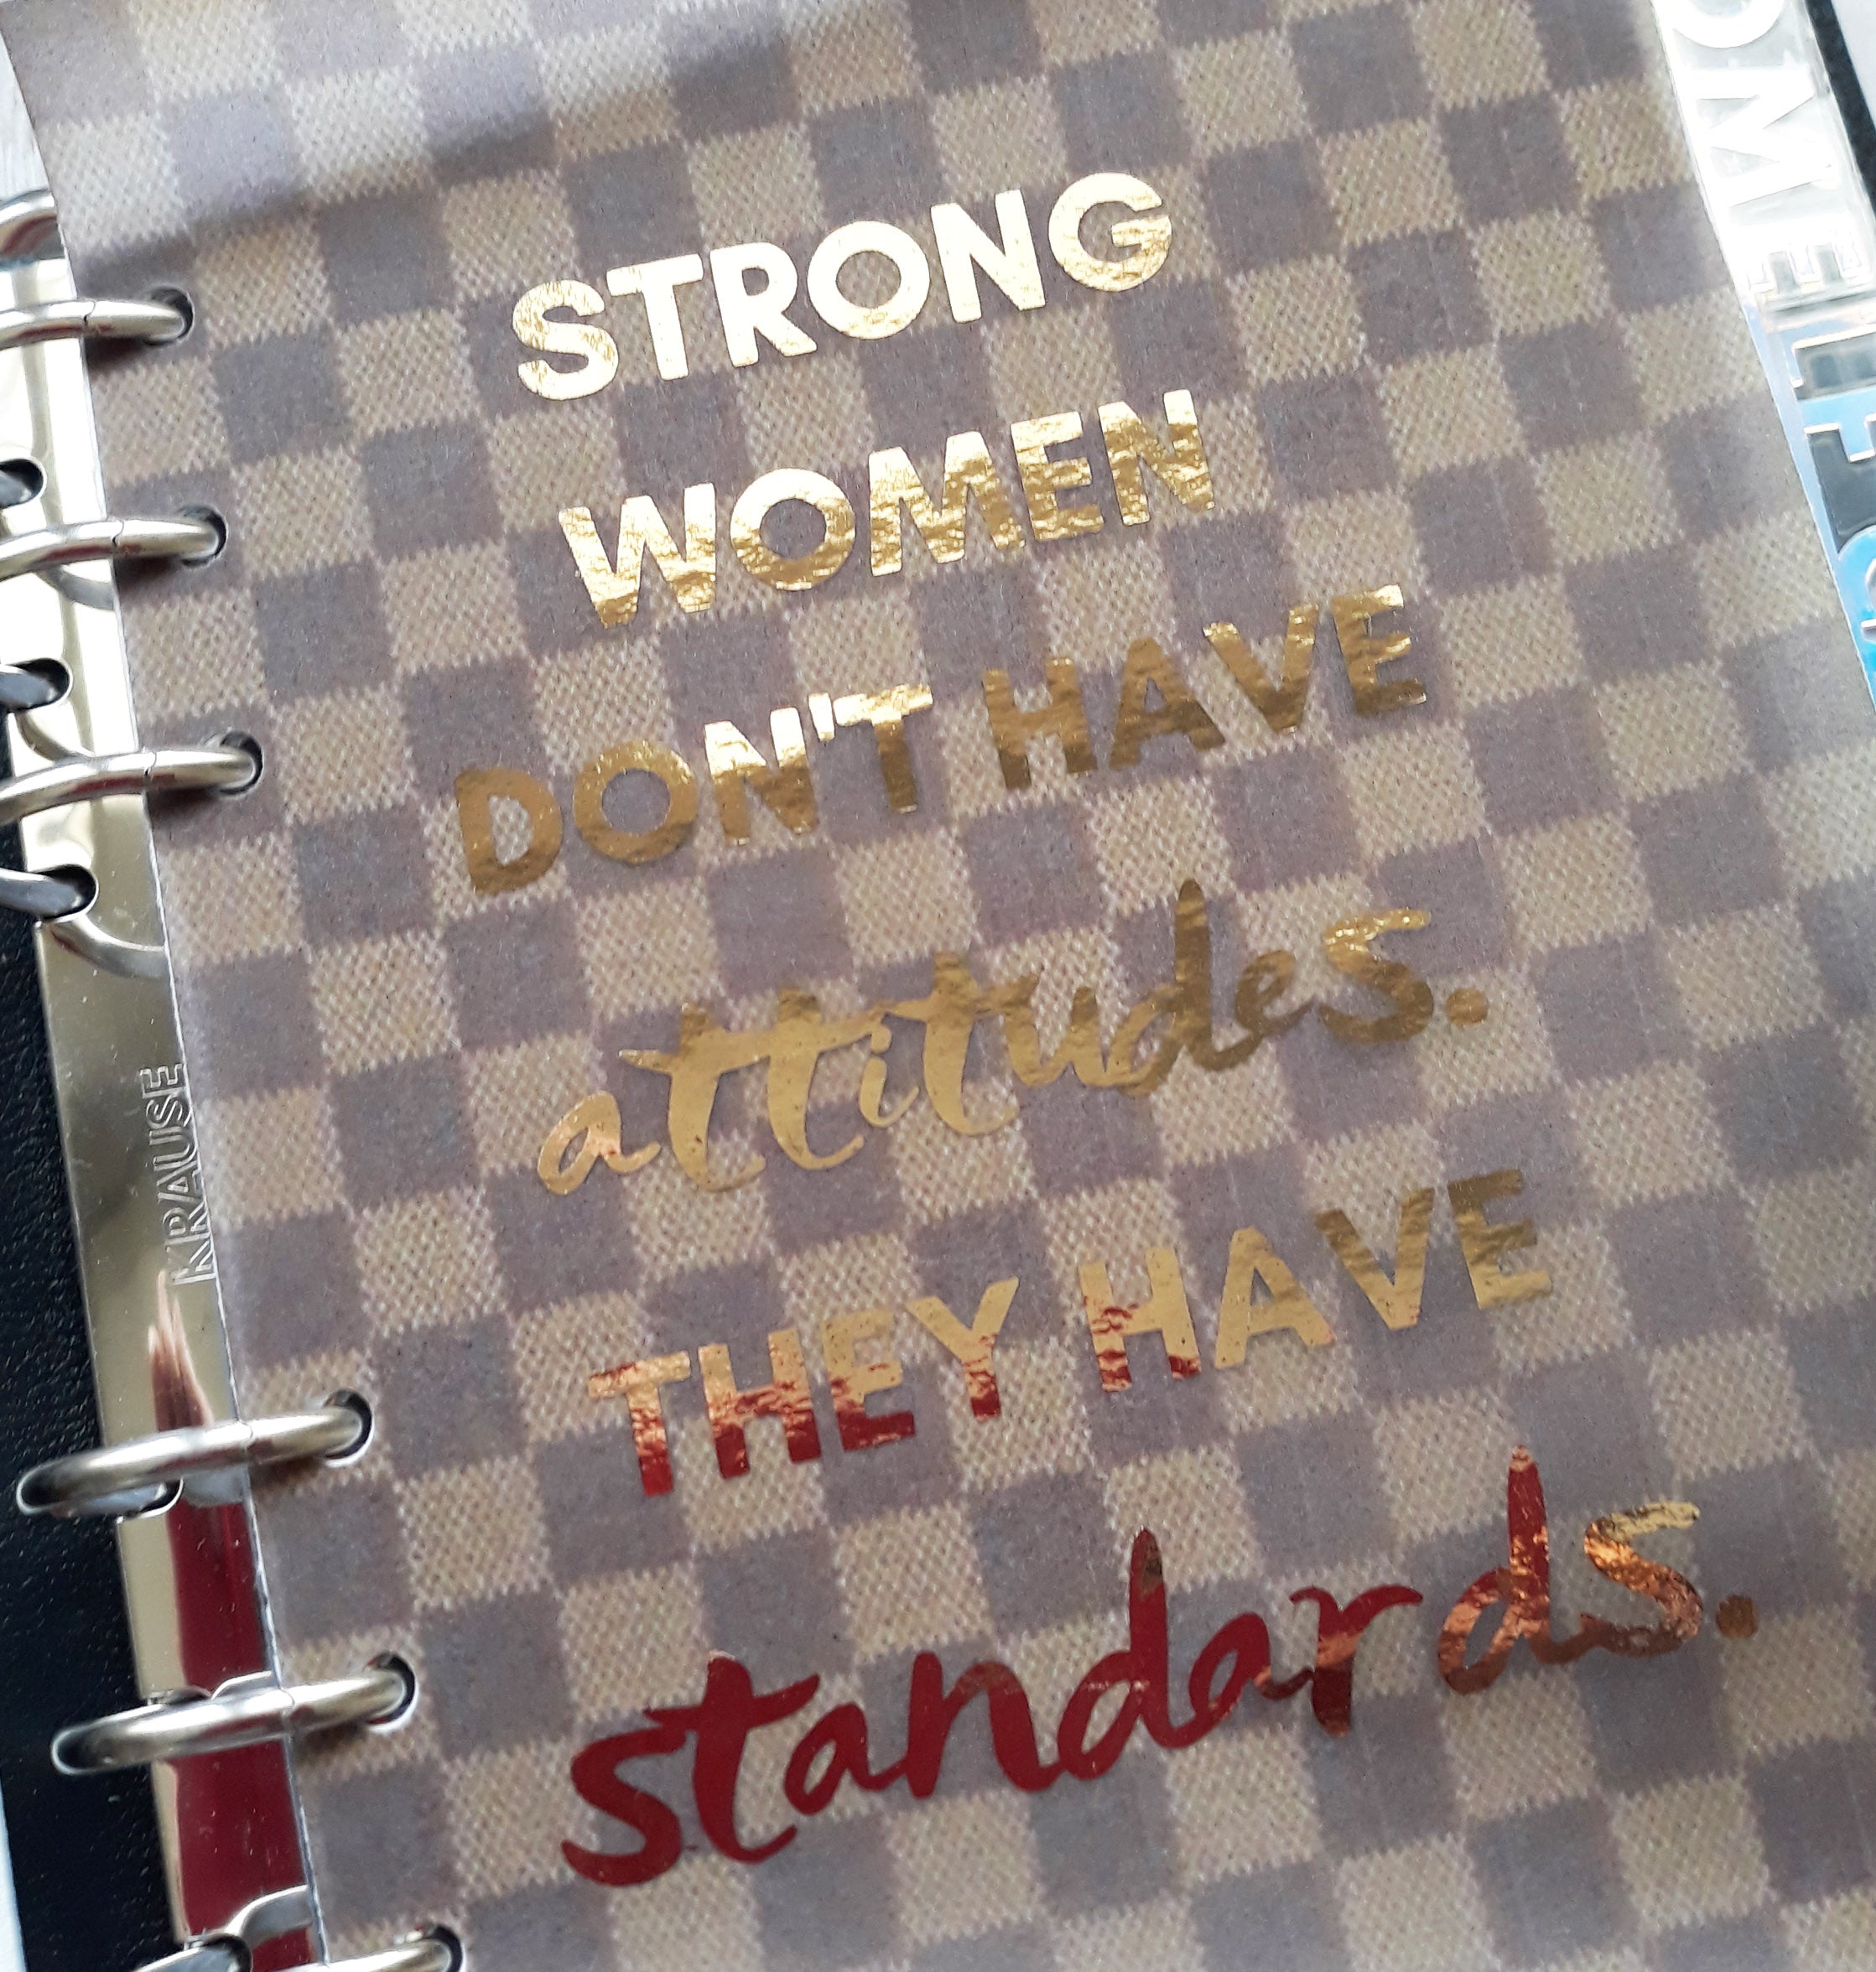 STRONG
WOMEN
DON'T HAVE
attitudes.
THEY HAVE
standards.
KRAUSE